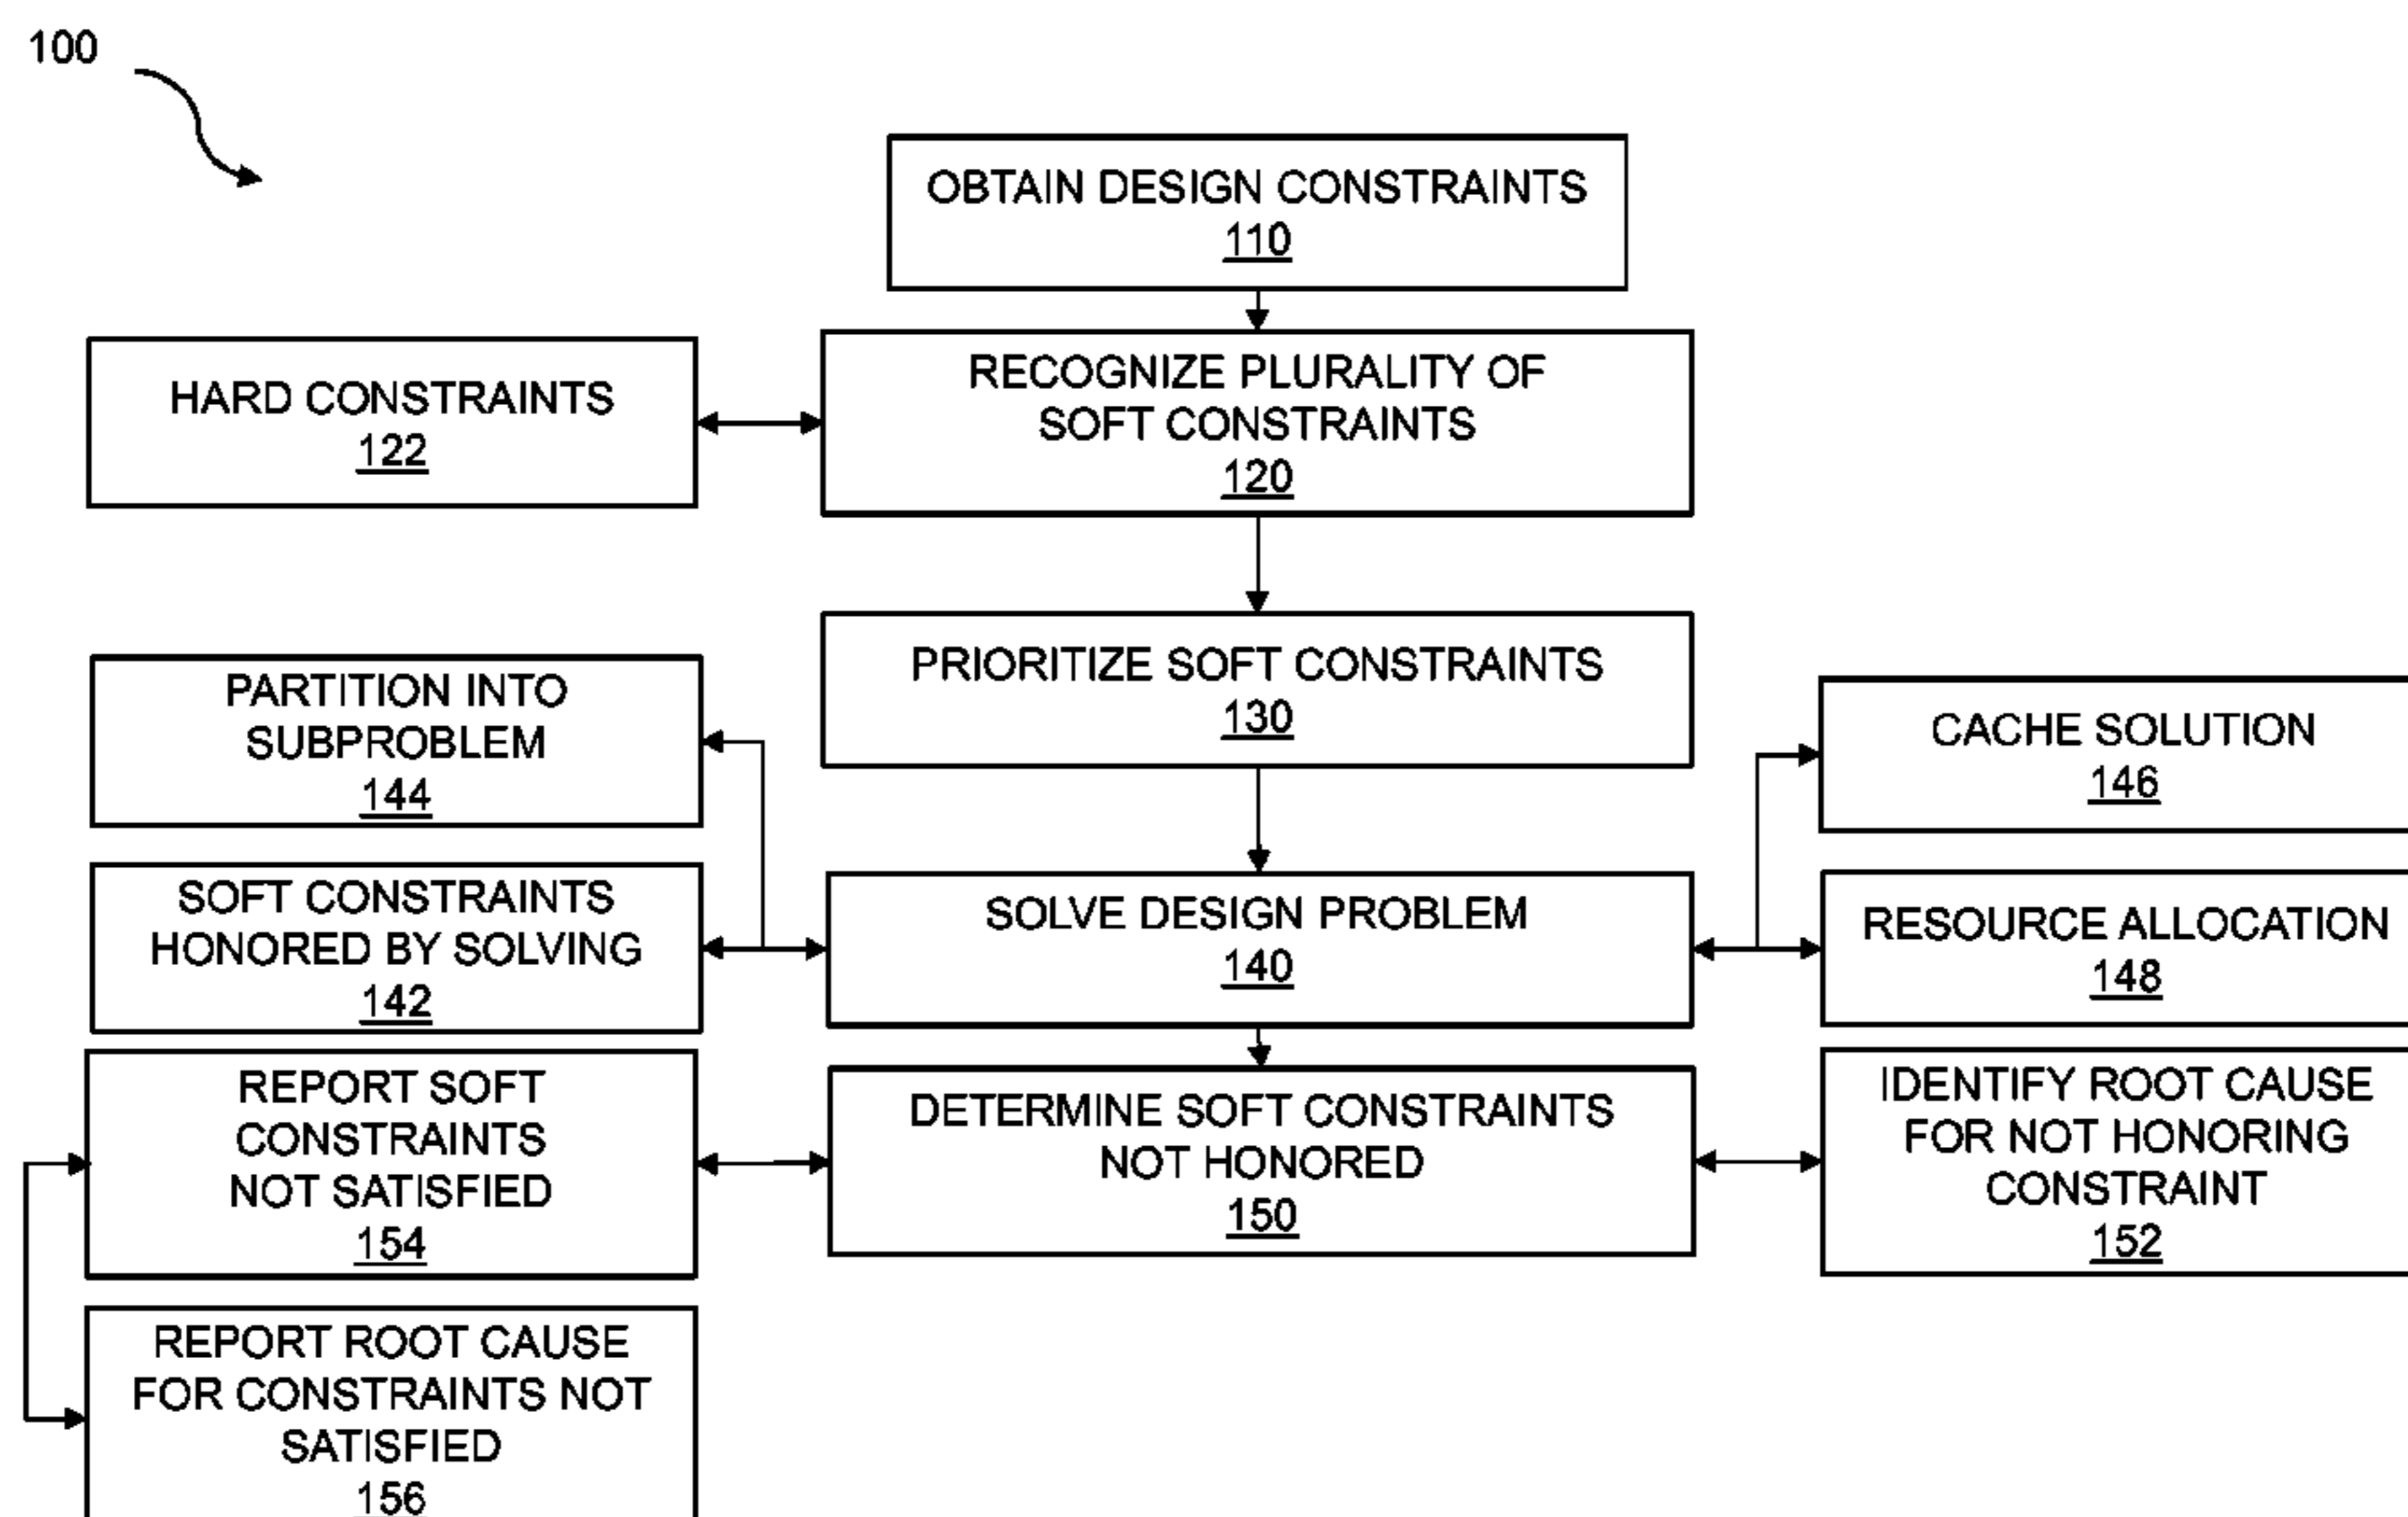 100
OBTAIN DESIGN CONSTRAINTS
110
HARD CONSTRAINTS
122
RECOGNIZE PLURALITY OF
SOFT CONSTRAINTS
120
PRIORITIZE SOFT CONSTRAINTS
130
PARTITION INTO
SUBPROBLEM
144
CACHE SOLUTION
146
SOFT CONSTRAINTS
HONORED BY SOLVING
142
SOLVE DESIGN PROBLEM
140
RESOURCE ALLOCATION
148
REPORT SOFT
CONSTRAINTS
NOT SATISFIED
154
DETERMINE SOFT CONSTRAINTS
NOT HONORED
150
IDENTIFY ROOT CAUSE
FOR NOT HONORING
CONSTRAINT
152
REPORT ROOT CAUSE
FOR CONSTRAINTS NOT
SATISFIED
156